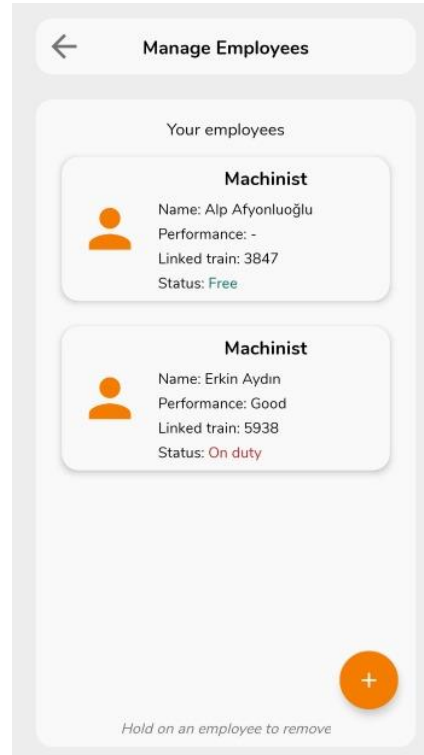 Manage Employees
Your employees
Machinist
Name: Alp Afyonluoğlu
Performance: -
Linked train: 3847
Status: Free
Machinist
Name: Erkin Aydın
Performance: Good
Linked train: 5938
Status: On duty
+
Hold on an employee to remove